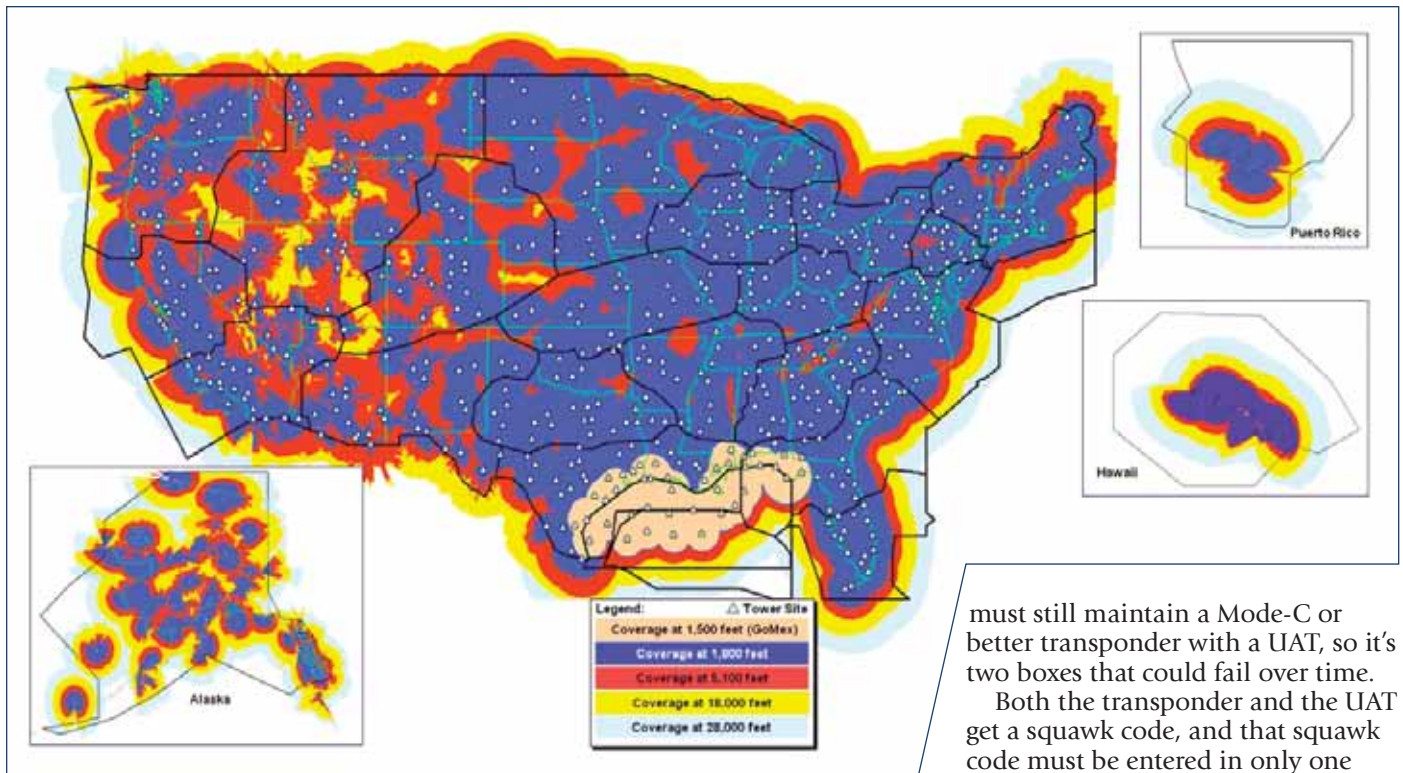 Puerto Rico
Hawaii
Alaska
Legend: Tower Site
Coverage at 1,500 feet (GoMex)
Coverage at 1,800 feet
Coverage at 5,100 feet
Coverage at 18,000 feet
Coverage at 28,000 feet
must still maintain a Mode-C or
better transponder with a UAT, so it's
two boxes that could fail over time.
Both the transponder and the UAT
get a squawk code, and that squawk
code must be entered in only one